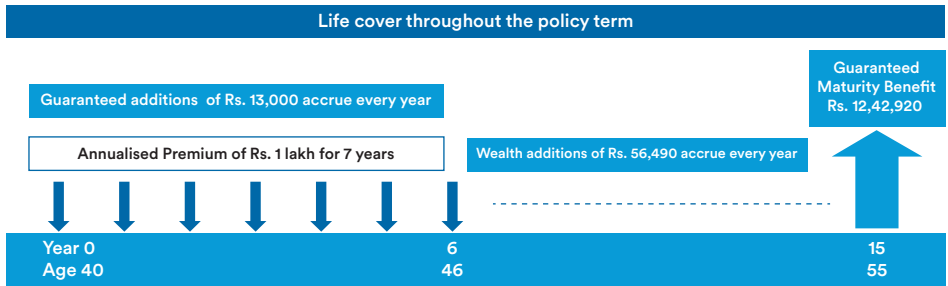 Life cover throughout the policy term
Guaranteed
Maturity Benefit
Rs. 12,42,920
Guaranteed additions of Rs. 13,000 accrue every year
Annualised Premium of Rs. 1 lakh for 7 years
Wealth additions of Rs. 56,490 accrue every year
Year 0 6 15
Age 40 46 55